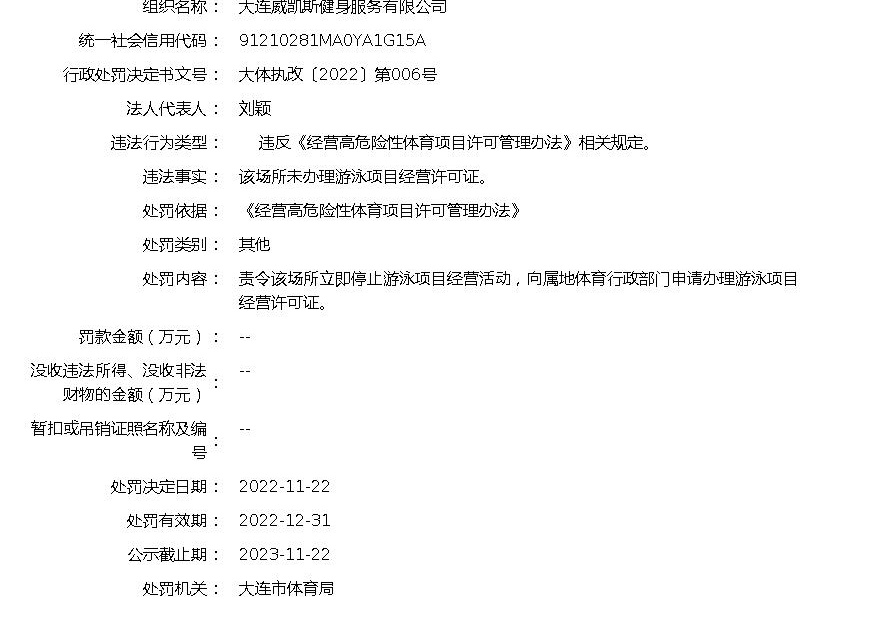 组织名称： 大连威凯斯健身服务有限公司
统一社会信用代码： 91210281MA0YA1G15A
行政处罚决定书文号： 大体执改〔2022〕第006号
法人代表人： 刘颖
违法行为类型： 违反《经营高危险性体育项目许可管理办法》相关规定。
违法事实： 该场所未办理游泳项目经营许可证。
处罚依据： 《经营高危险性体育项目许可管理办法》
处罚类别： 其他
处罚内容： 责令该场所立即停止游泳项目经营活动，向属地体育行政部门申请办理游泳项目
经营许可证。
罚款金额（万元）： --
没收违法所得、没收非法
财物的金额（万元）： --
暂扣或吊销证照名称及编
号： --
处罚决定日期： 2022-11-22
处罚有效期： 2022-12-31
公示截止期： 2023-11-22
处罚机关： 大连市体育局